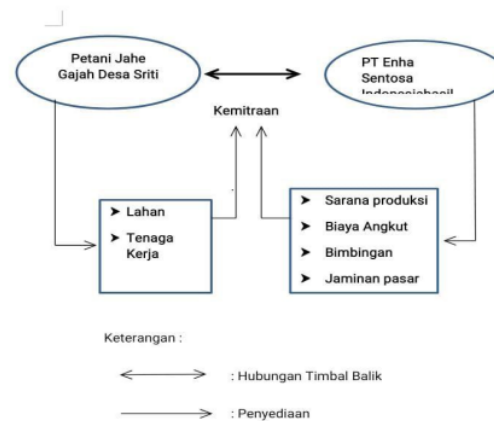 Petani Jahe
Gajah Desa Sriti
PT Enha
Sentosa
Kemitraan
➤ Lahan
➤ Tenaga
Kerja
➤ Sarana produksi
➤ Biaya Angkut
➤ Bimbingan
➤ Jaminan pasar
Keterangan :
: Hubungan Timbal Balik
: Penyediaan